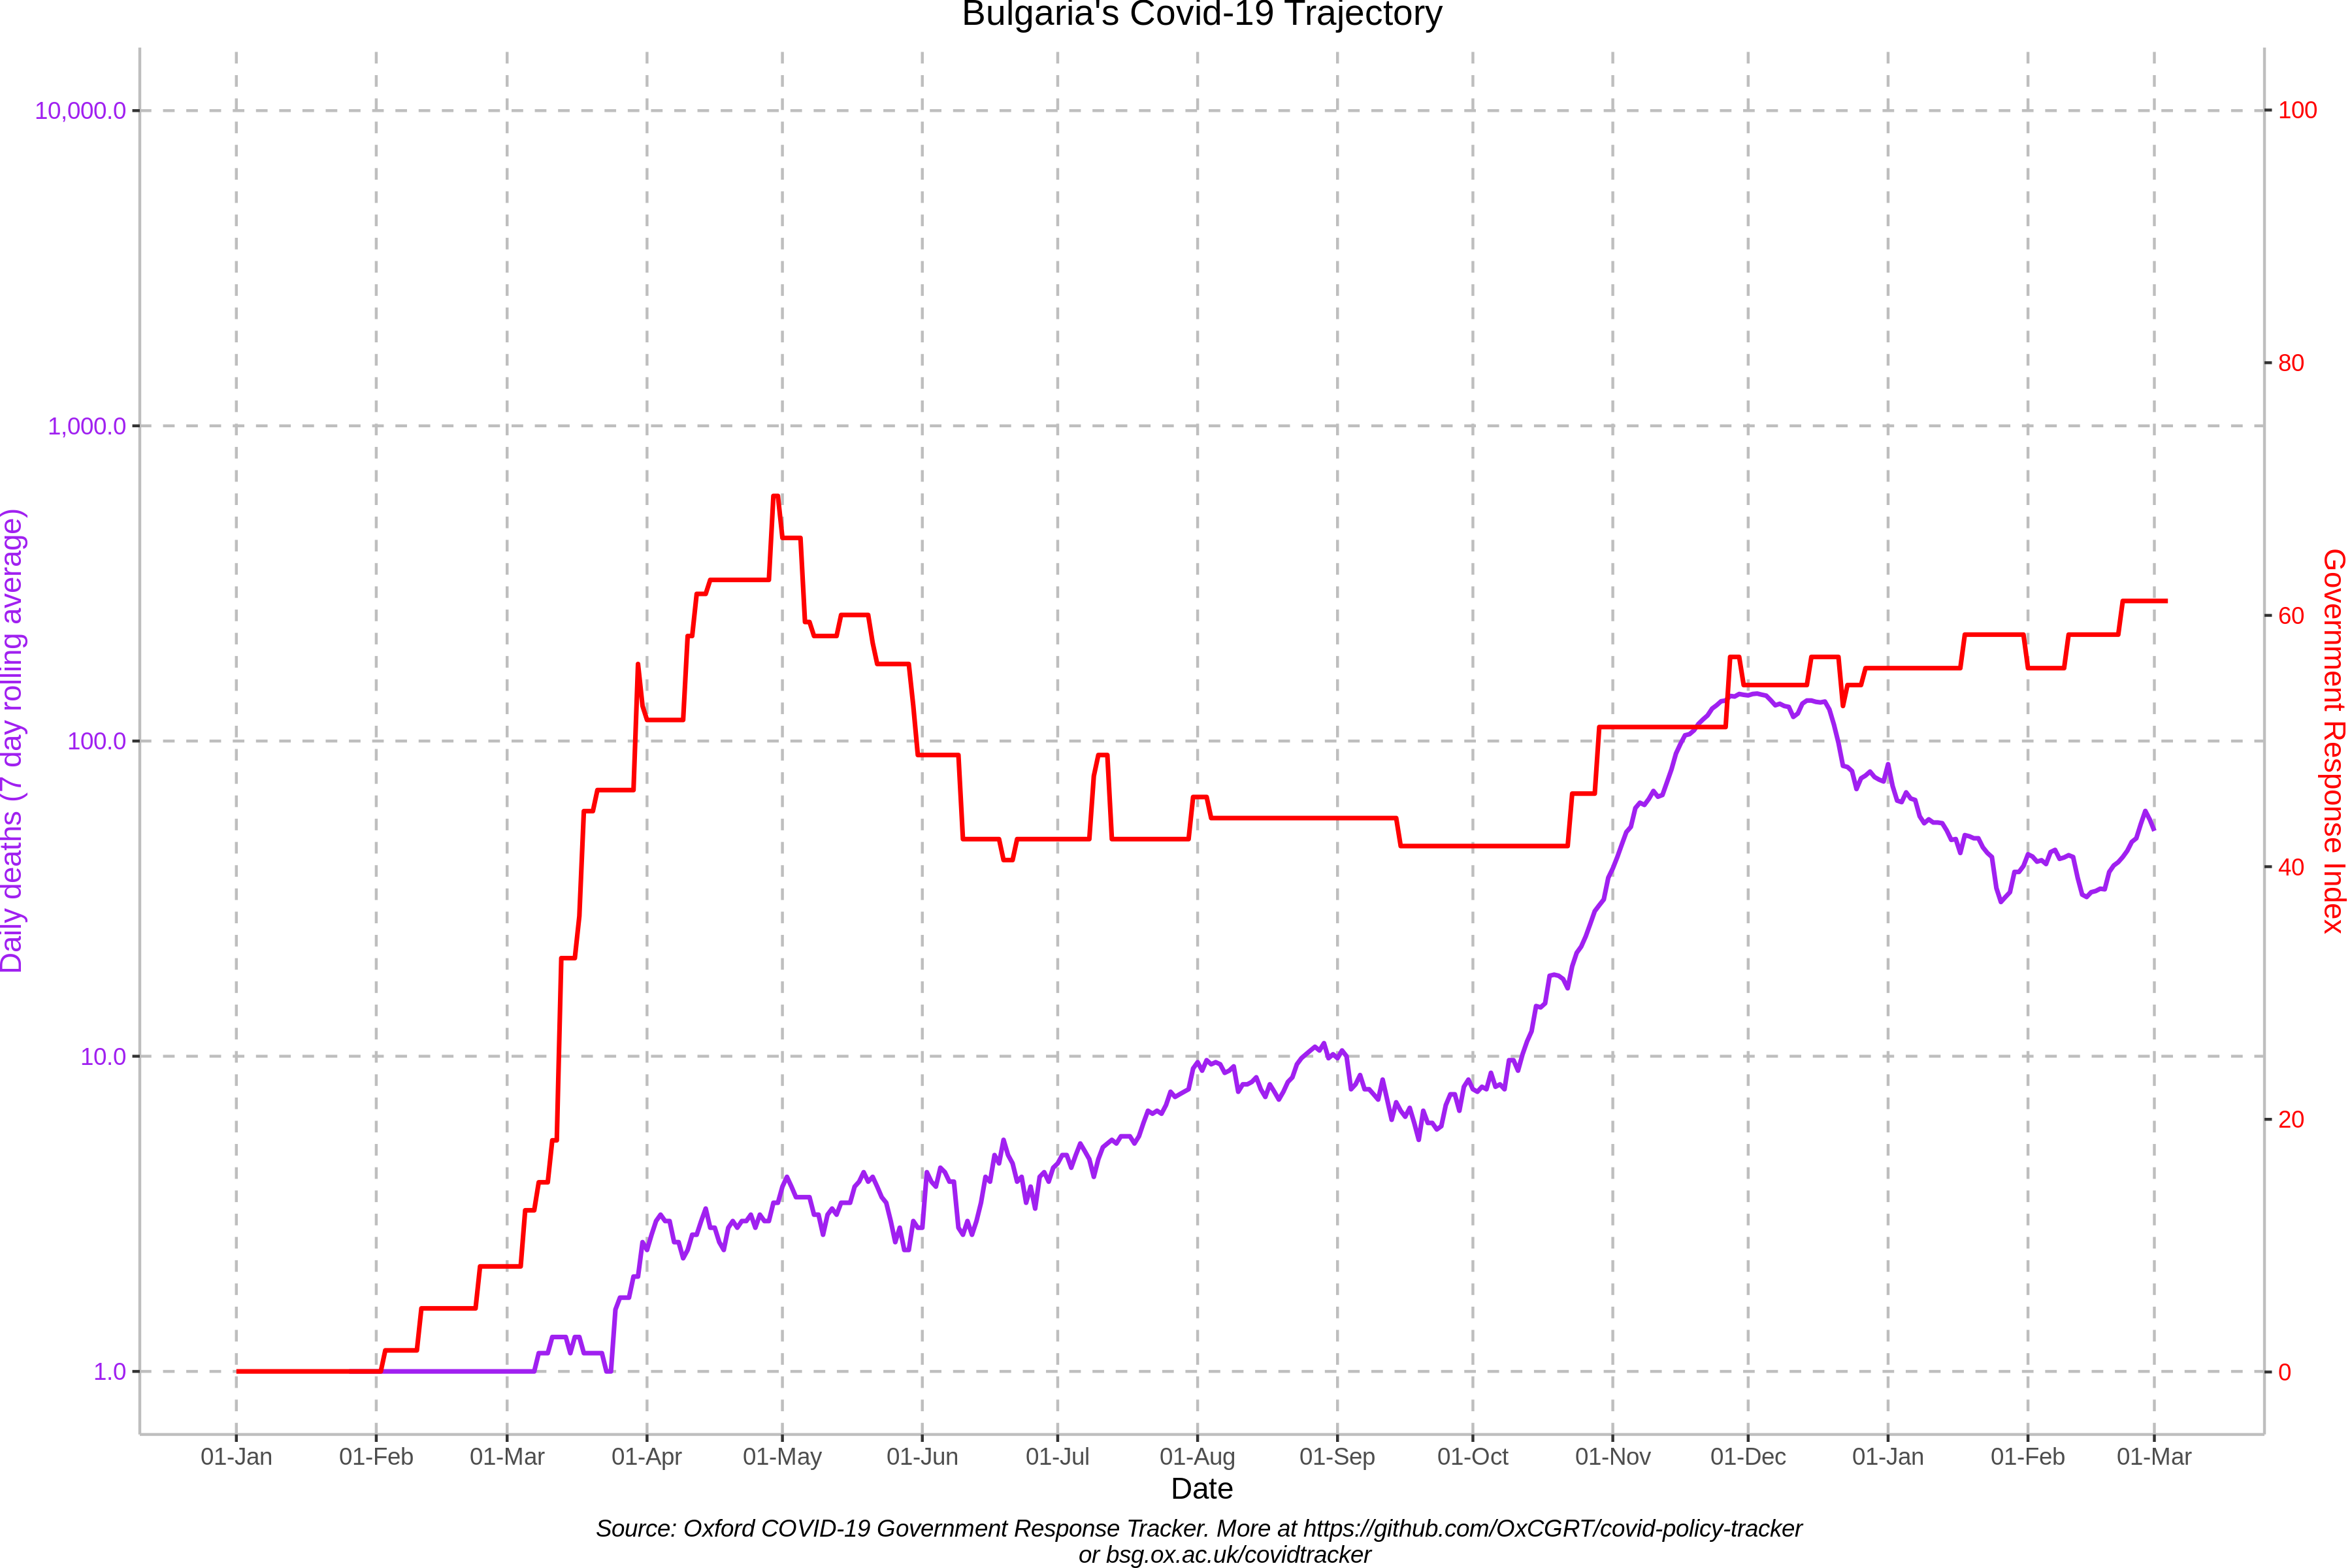 Bulgaria's Covid-19 Trajectory
10,000.0
1,000.0
100.0
10.0
1.0
Daily deaths (7 day rolling average)
100
80
60
40
20
0
Government Response Index
01-Jan 01-Feb 01-Mar 01-Apr 01-May 01-Jun 01-Jul 01-Aug 01-Sep 01-Oct 01-Nov 01-Dec 01-Jan 01-Feb 01-Mar
Date
Source: Oxford COVID-19 Government Response Tracker. More at https://github.com/OxCGRT/covid-policy-tracker
or bsg.ox.ac.uk/covidtracker